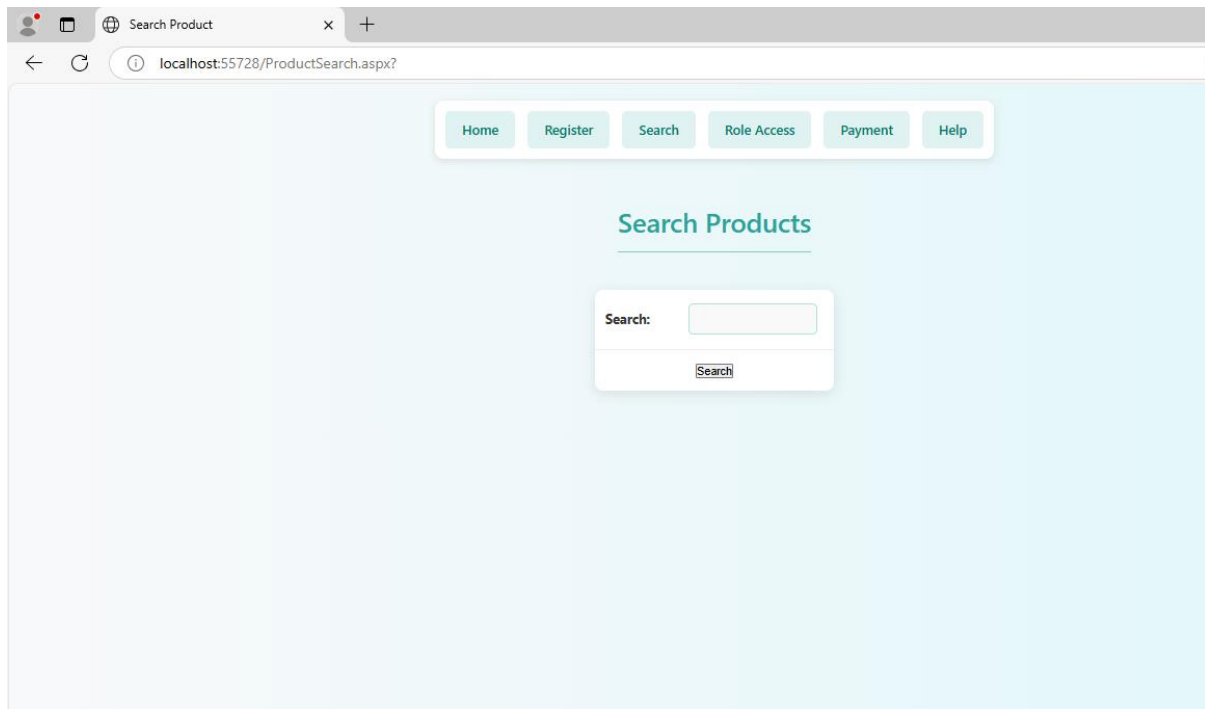 Search Product
localhost:55728/ProductSearch.aspx?
Home Register Search Role Access Payment Help
Search Products
Search:
Search